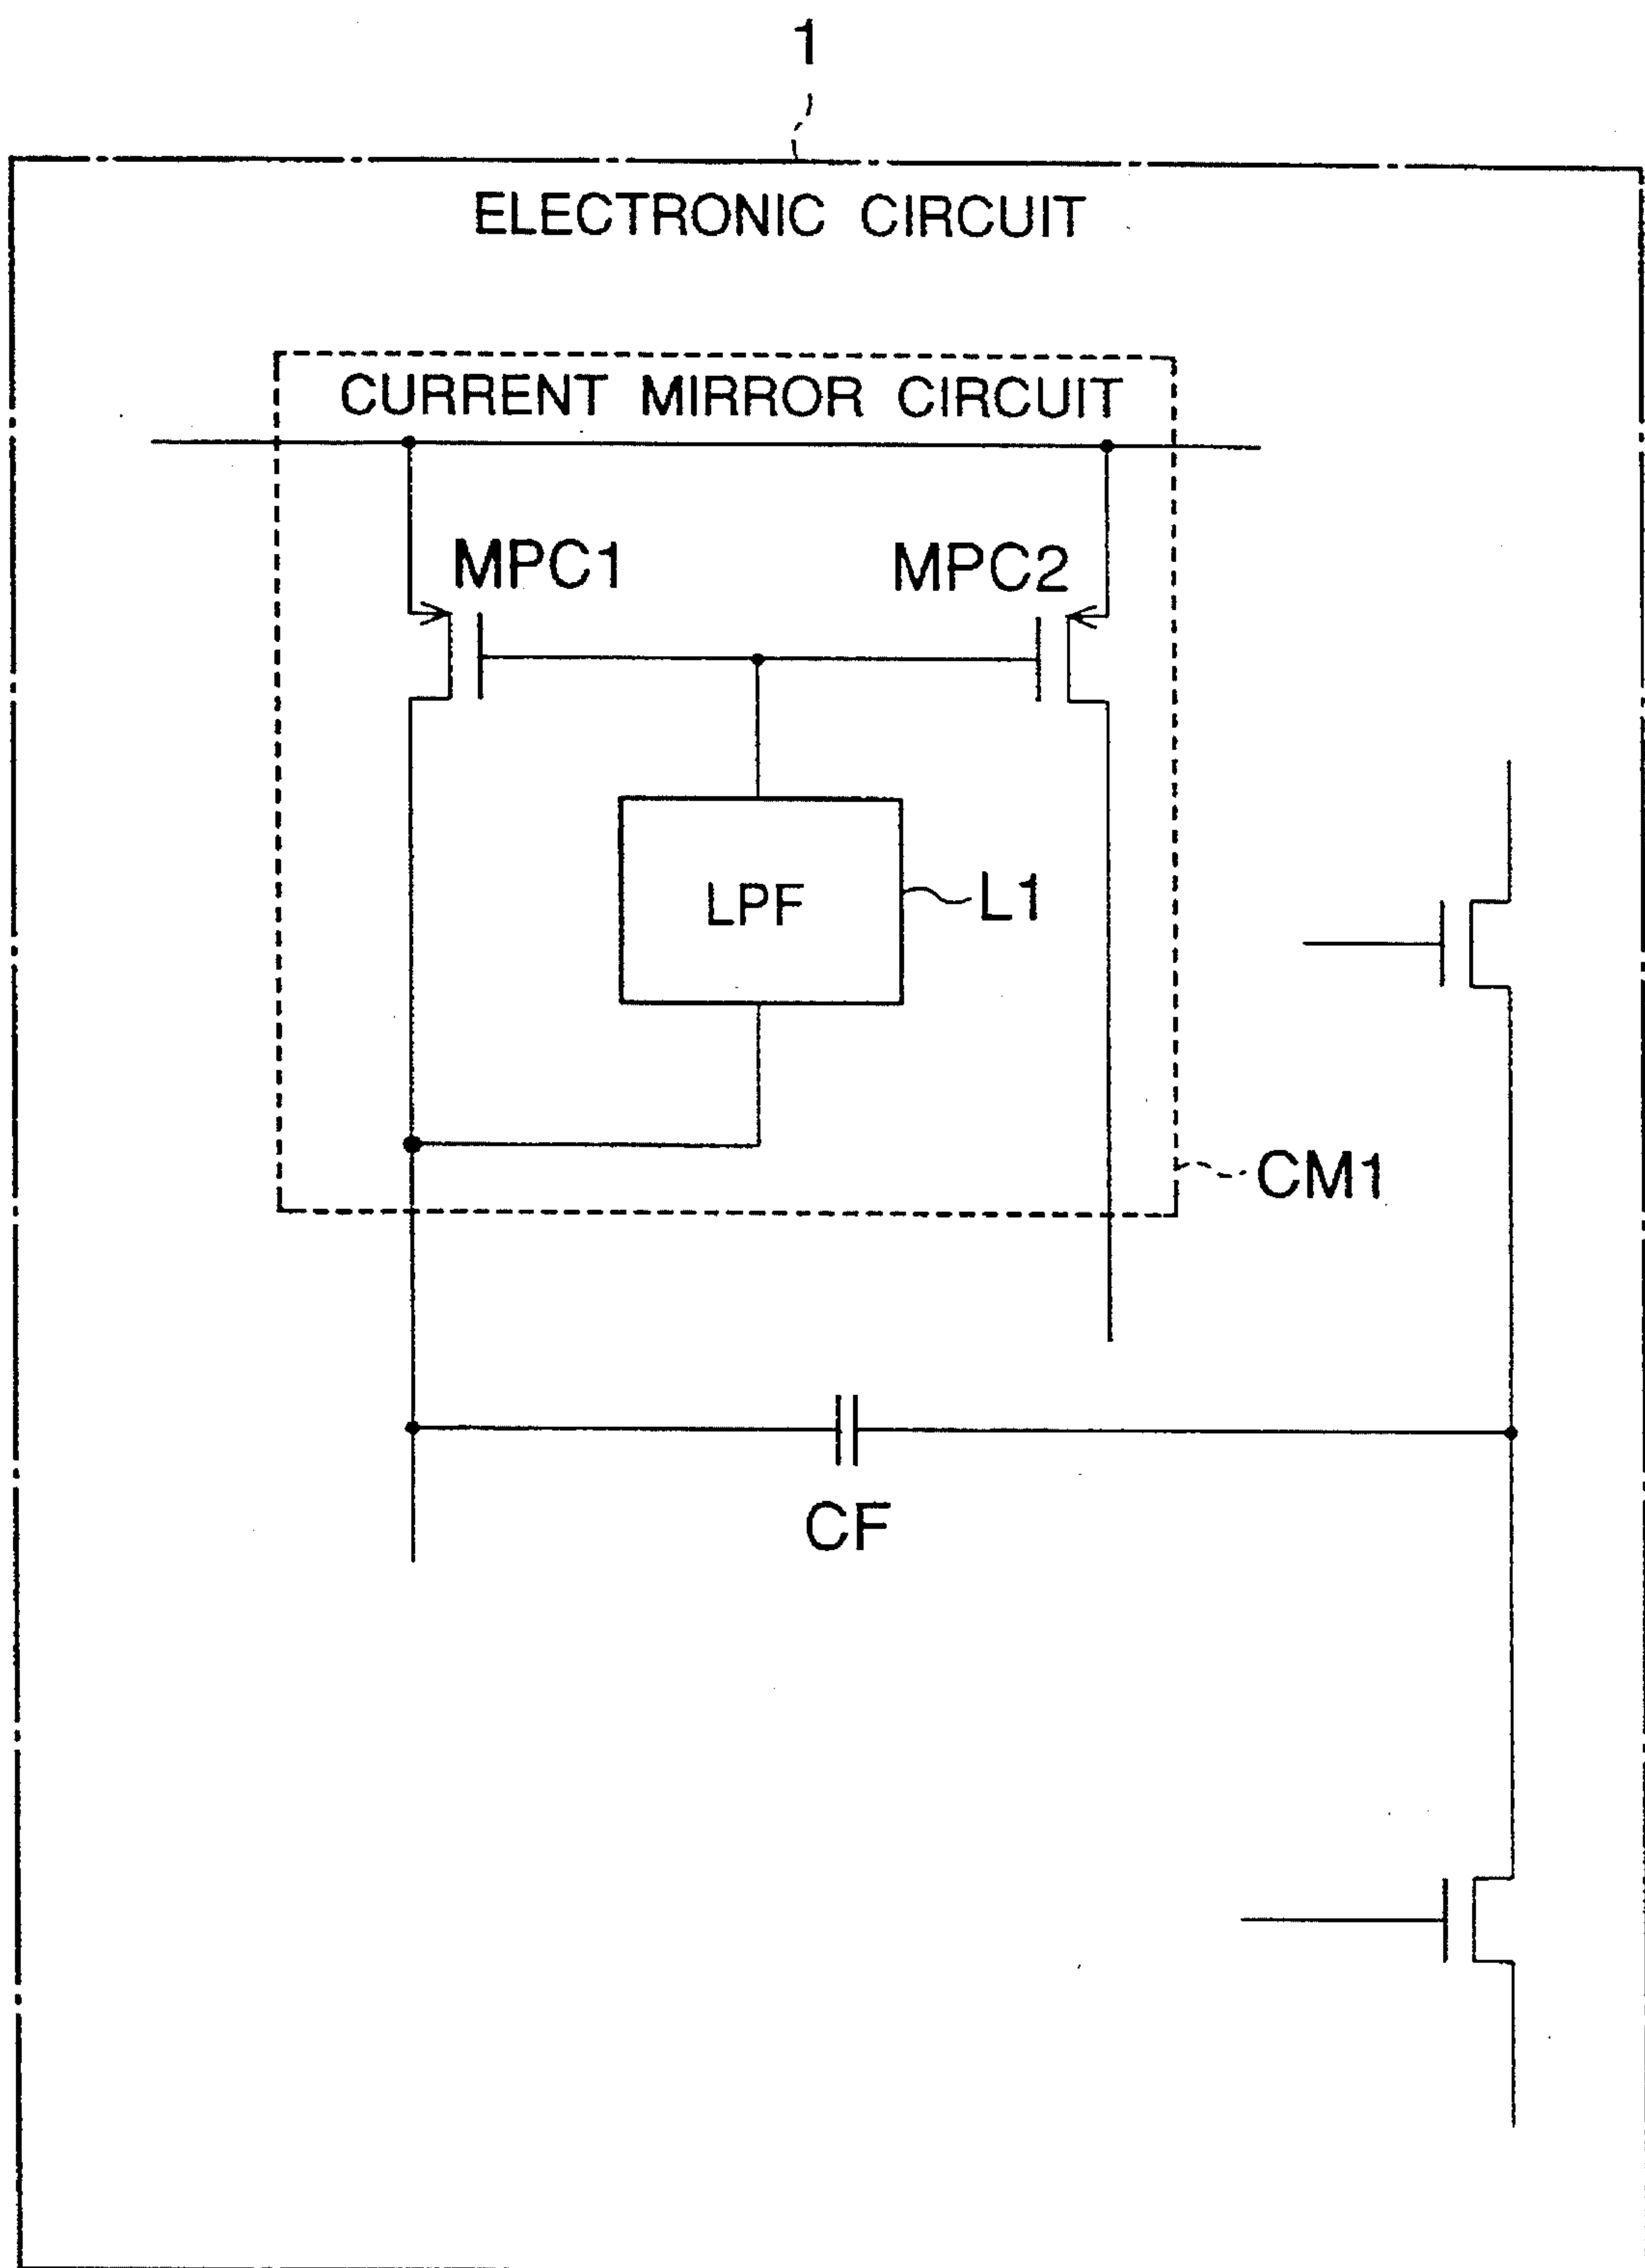 1
ELECTRONIC CIRCUIT
CURRENT MIRROR CIRCUIT
MPC1
MPC2
LPF
L1
CM1
CF